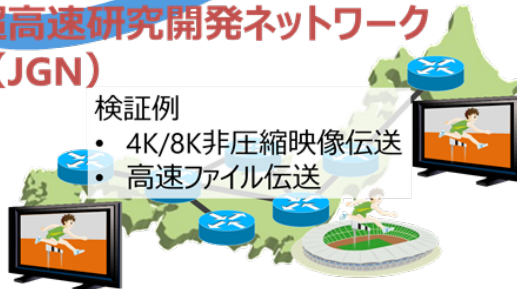 超高速研究開発ネットワーク
（JGN）
検証例
• 4K/8K非圧縮映像伝送
• 高速ファイル伝送